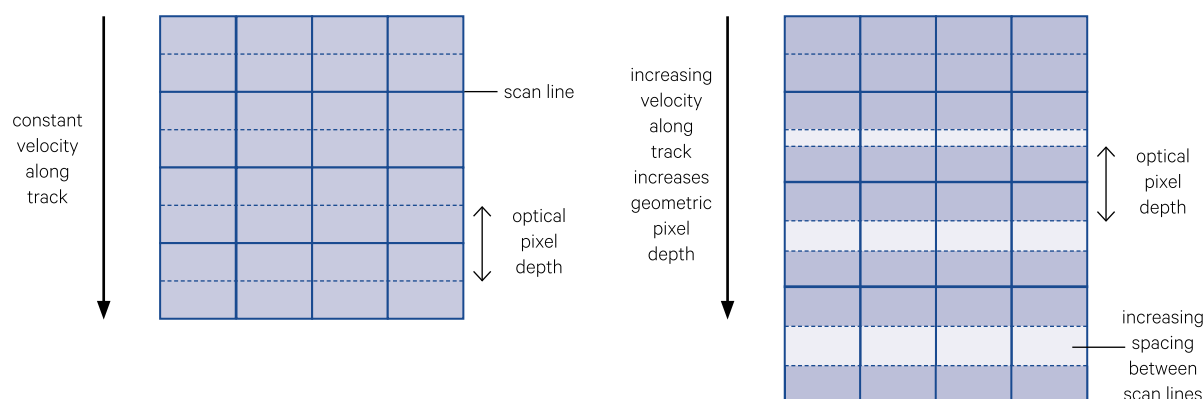 constant
velocity
along
track
scan line
optical
pixel
depth
increasing
velocity
along
track
increases
geometric
pixel
depth
optical
pixel
depth
increasing
spacing
between
scan lines